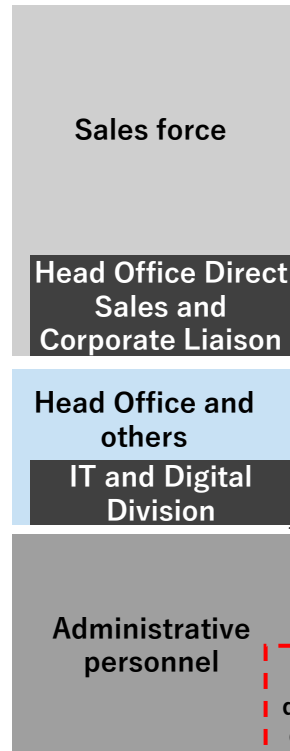 Sales force
Head Office Direct
Sales and
Corporate Liaison
Head Office and
others
IT and Digital
Division
Administrative
personnel